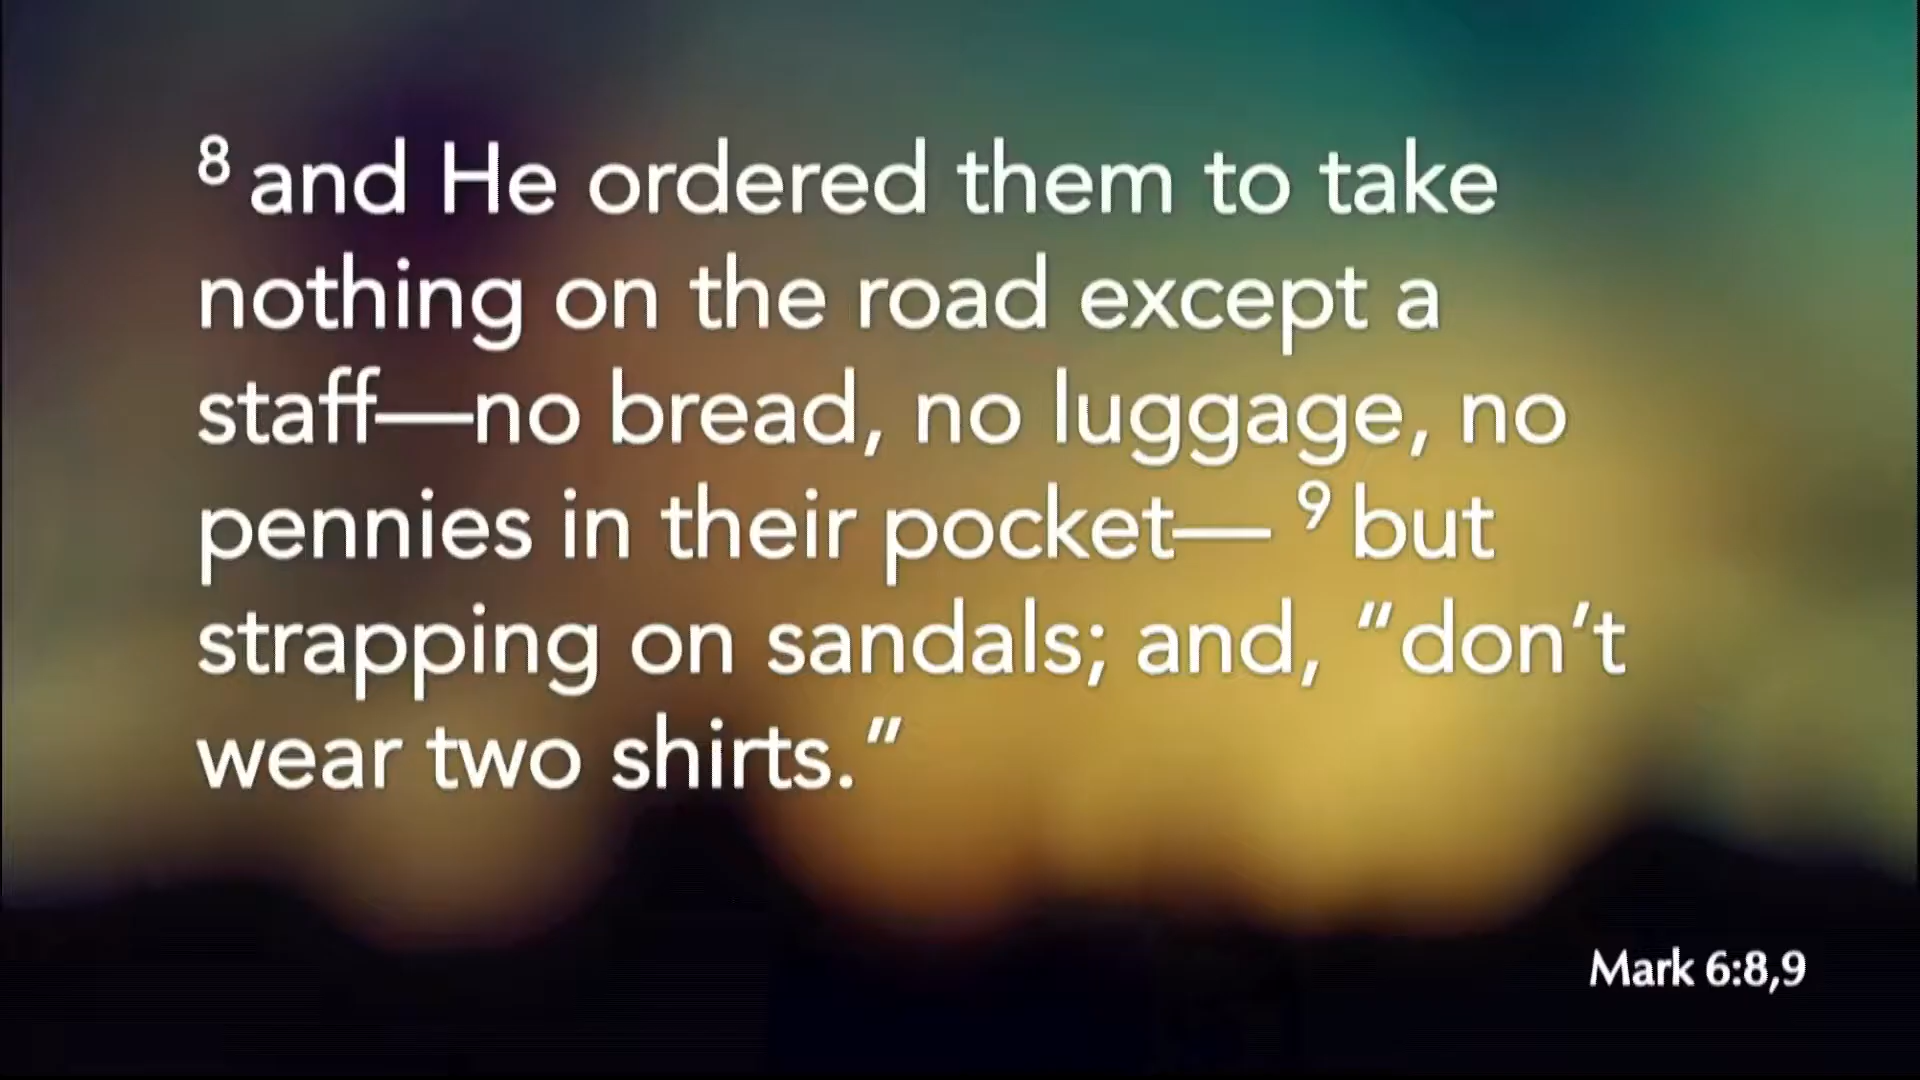 8 and He ordered them to take
nothing on the road except a
staff—no bread, no luggage, no
pennies in their pocket— 9 but
strapping on sandals; and, “don’t
wear two shirts.”
Mark 6:8,9